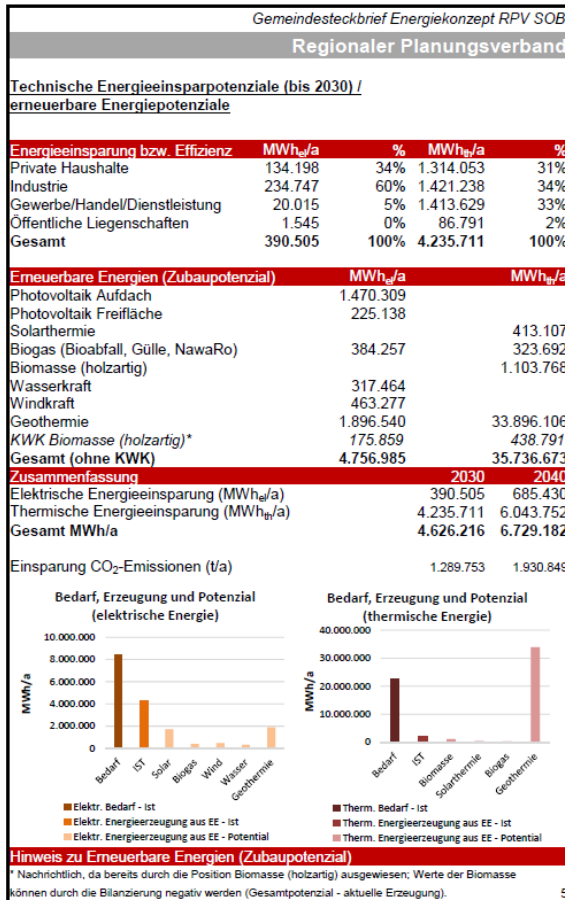 Gemeindesteckbrief Energiekonzept RPV SOB
Regionaler Planungsverband
Technische Energieeinsparpotenziale (bis 2030) /
erneuerbare Energiepotenziale
Energieeinsparung bzw. Effizienz MWhel/a % MWhth/a %
Private Haushalte 134.198 34% 1.314.053 31%
Industrie 234.747 60% 1.421.238 34%
Gewerbe/Handel/Dienstleistung 20.015 5% 1.413.629 33%
Öffentliche Liegenschaften 1.545 0% 86.791 2%
Gesamt 390.505 100% 4.235.711 100%
Erneuerbare Energien (Zubaupotenzial) MWhel/a MWhth/a
Photovoltaik Aufdach 1.470.309
Photovoltaik Freifläche 225.138
Solarthermie 413.107
Biogas (Bioabfall, Gülle, NawaRo) 384.257 323.692
Biomasse (holzartig) 1.103.768
Wasserkraft 317.464
Windkraft 463.277
Geothermie 1.896.540 33.896.106
KWK Biomasse (holzartig)* 175.859 438.791
Gesamt (ohne KWK) 4.756.985 35.736.673
Zusammenfassung 2030 2040
Elektrische Energieeinsparung (MWhel/a) 390.505 685.430
Thermische Energieeinsparung (MWhth/a) 4.235.711 6.043.752
Gesamt MWh/a 4.626.216 6.729.182
Einsparung CO2-Emissionen (t/a) 1.289.753 1.930.849
Bedarf, Erzeugung und Potenzial
(elektrische Energie)
10.000.000
8.000.000
6.000.000
4.000.000
2.000.000
0
MWh/a
Bedarf
IST
Solar
Biogas
Wind
Wasser
Geothermie
Elektr. Bedarf - Ist
Elektr. Energieerzeugung aus EE - Ist
Elektr. Energieerzeugung aus EE - Potential
Bedarf, Erzeugung und Potenzial
(thermische Energie)
40.000.000
30.000.000
20.000.000
10.000.000
0
MWh/a
Bedarf
IST
Biomasse
Solarthermie
Biogas
Geothermie
Therm. Bedarf - Ist
Therm. Energieerzeugung aus EE - Ist
Therm. Energieerzeugung aus EE - Potential
Hinweis zu Erneuerbare Energien (Zubaupotenzial)
* Nachrichtlich, da bereits durch die Position Biomasse (holzartig) ausgewiesen; Werte der Biomasse
können durch die Bilanzierung negativ werden (Gesamtpotenzial - aktuelle Erzeugung). 5